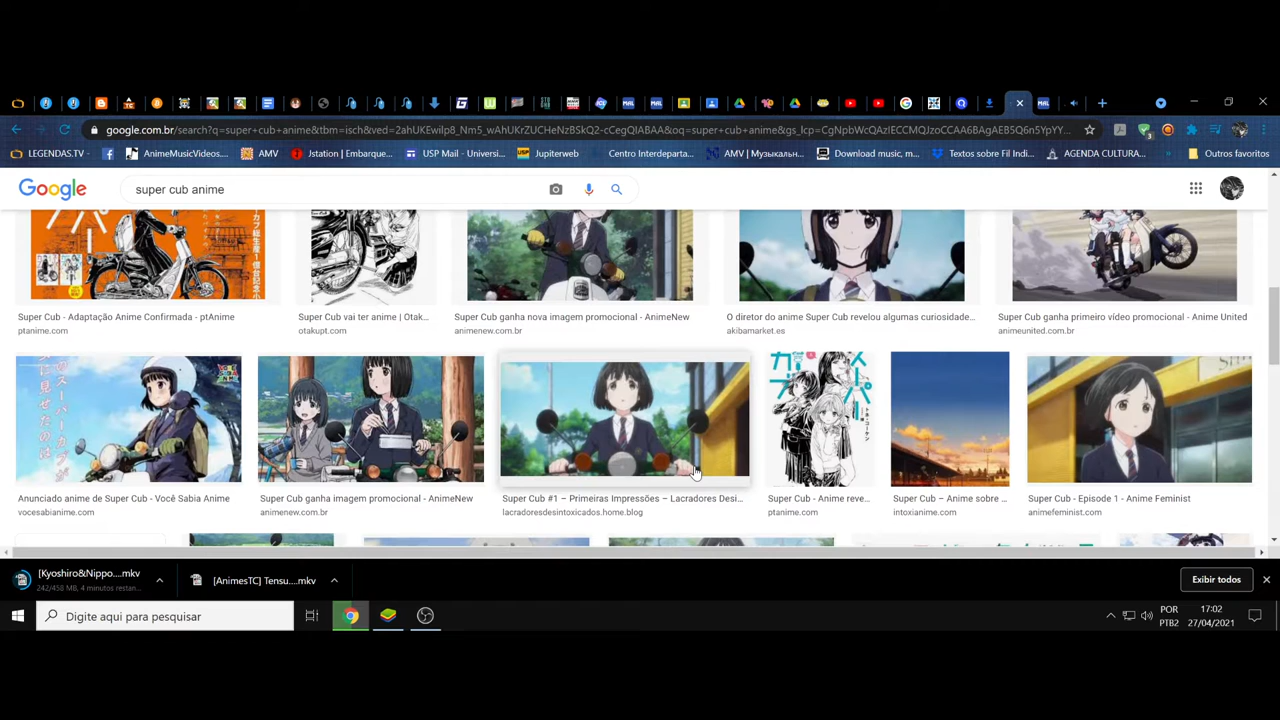 google.com.br/search?q=super+cub+anime&tbm=isch&ved=2ahUKEwilp8_Nm5_wAhUKrZUCHeNzBSkQ2-cCegQIABAA&oq=super+cub+anime&gs_lcp=CgNpbWcQAzIECCMQJzoCCAA6BAgAEB5Q6n5YpYY...
LEGENDAS.TV
AnimeMusicVideos....
AMV
Jstation | Embarque...
USP Mail - Universi...
Jupiterweb
Centro Interdeparta...
AMV | Музыкальн...
Download music, m...
Textos sobre Fil Indi...
AGENDA CULTURA...
Outros favoritos
Google
super cub anime
Super Cub - Adaptação Anime Confirmada - ptAnime
ptanime.com
Super Cub vai ter anime | Otak...
otakupt.com
Super Cub ganha nova imagem promocional - AnimeNew
animenew.com.br
O diretor do anime Super Cub revelou algumas curiosidade...
akibamarket.es
Super Cub ganha primeiro vídeo promocional - Anime United
animeunited.com.br
Anunciado anime de Super Cub - Você Sabia Anime
vocesabianime.com
Super Cub ganha imagem promocional - AnimeNew
animenew.com.br
Super Cub #1 – Primeiras Impressões – Lacradores Desi...
lacradoresdesintoxicados.home.blog
Super Cub - Anime reve...
ptanime.com
Super Cub – Anime sobre ...
intoxianime.com
Super Cub - Episode 1 - Anime Feminist
animefeminist.com
[Kyoshiro&Nippo....mkv
242/458 MB, 4 minutos restan...
[AnimesTC] Tensu....mkv
Exibir todos
Digite aqui para pesquisar
POR
PTB2
17:02
27/04/2021